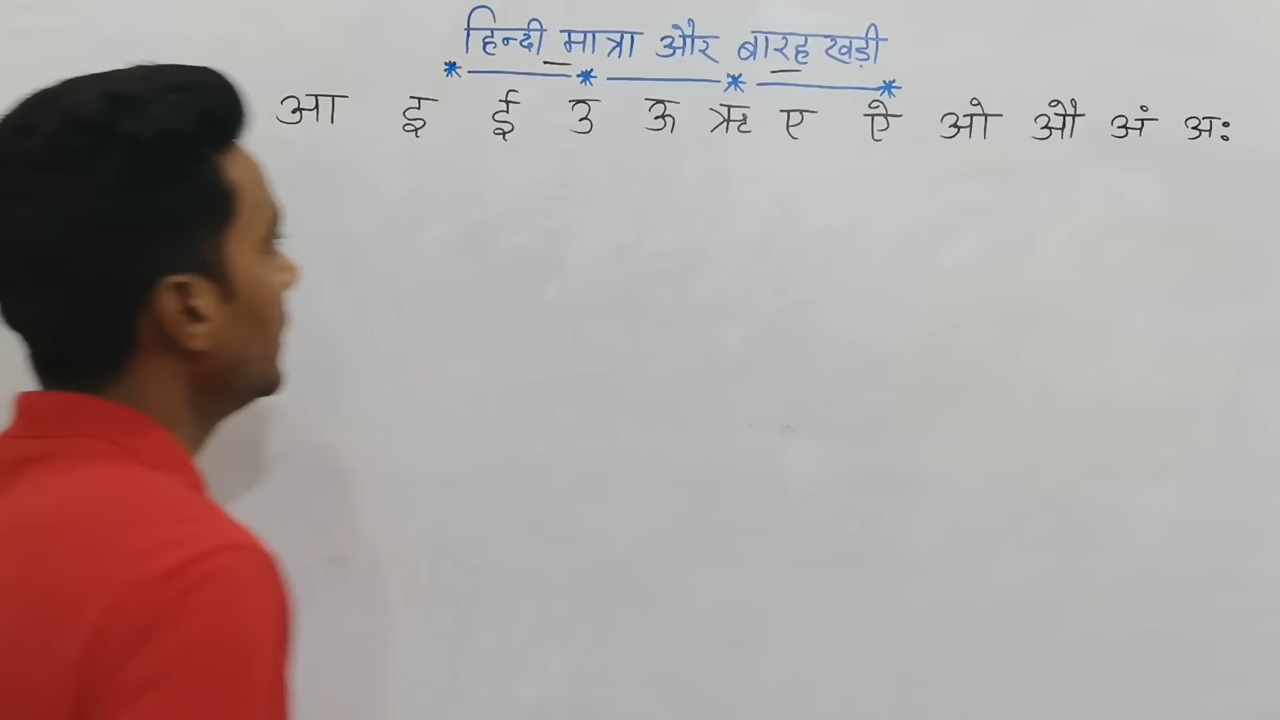 हिन्दी मात्रा और बारह खड़ी
आ इ ई उ ऊ ऋ ए ऐ ओ औ अं अः